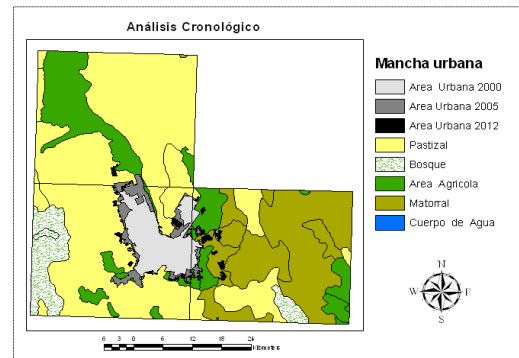 Análisis Cronológico
Mancha urbana
Area Urbana 2000
Area Urbana 2005
Area Urbana 2012
Pastizal
Bosque
Area Agricola
Matorral
Cuerpo de Agua
N
W E
S
6 3 0 6 12 18 24
Kilometers